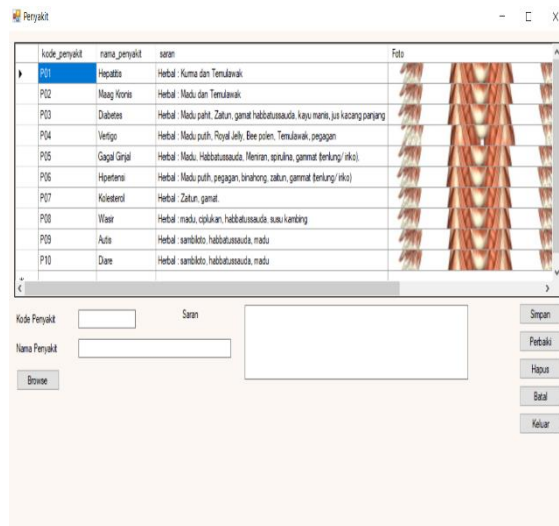 Penyakit
kode_penyakit nama_penyakit saran Foto
P01 Hepatitis Herbal : Kurma dan Temulawak
P02 Maag Kronis Herbal : Madu dan Temulawak
P03 Diabetes Herbal : Madu pahit, Zaitun, gamat habbatussauda, kayu manis, jus kacang panjang
P04 Vertigo Herbal : Madu putih, Royal Jelly, Bee polen, Temulawak, pegagan
P05 Gagal Ginjal Herbal : Madu, Habbatussauda, Meniran, spirulina, gammat (tenlung/ iriko),
P06 Hipertensi Herbal : Madu putih, pegagan, binahong, zaitun, gammat (tenlung/ iriko)
P07 Kolesterol Herbal : Zaitun, gamat.
P08 Wasir Herbal : madu, ciplukan, habbatussauda, susu kambing
P09 Autis Herbal : sambiloto, habbatussauda, madu
P10 Diare Herbal : sambiloto, habbatussauda, madu
Kode Penyakit Saran Simpan
Nama Penyakit Perbaiki
Browse Hapus
Batal
Keluar